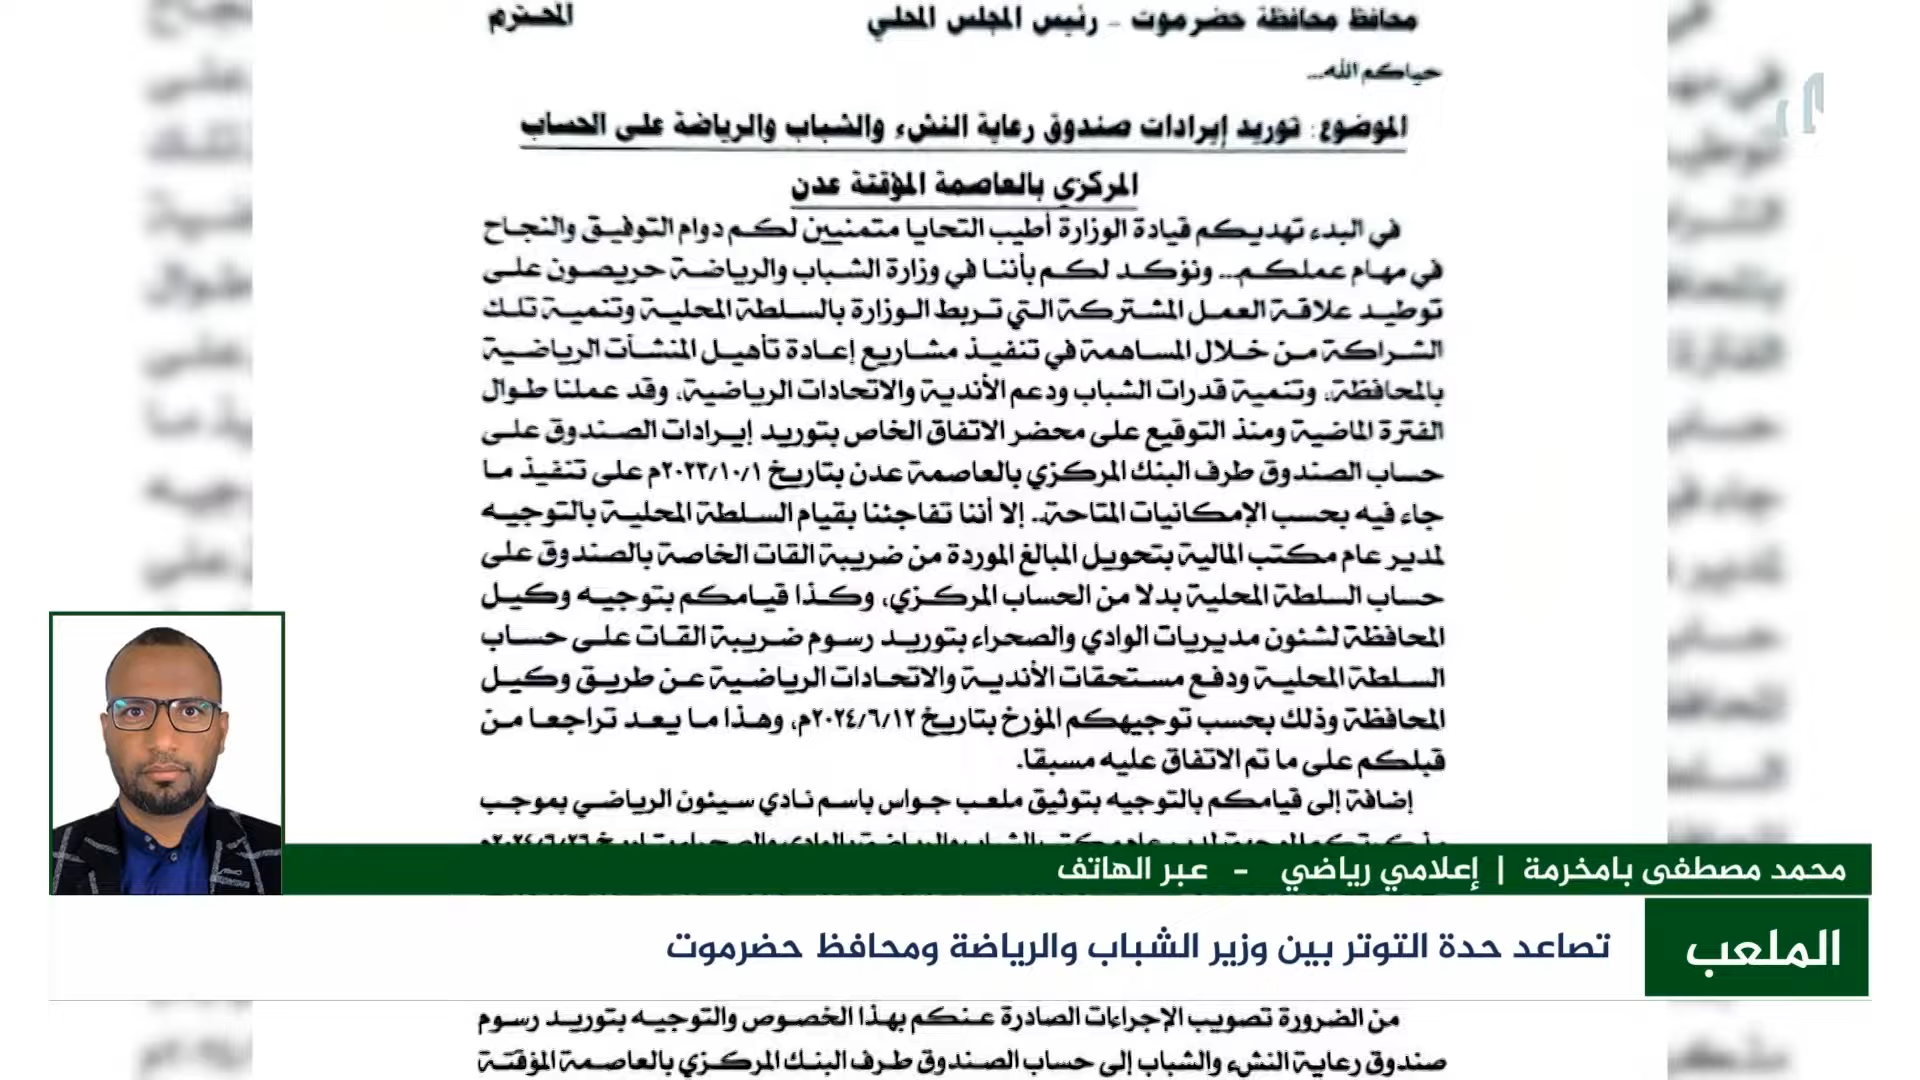 محافظ محافظة حضرموت - رئيس المجلس المحلي المحترم
حياكم الله...
الموضوع: توريد إيرادات صندوق رعاية النشء والشباب والرياضة على الحساب
المركزي بالعاصمة المؤقتة عدن
في البدء تهديكم قيادة الوزارة أطيب التحايا متمنيين لكم دوام التوفيق والنجاح
في مهام عملكم... ونؤكد لكم بأننا في وزارة الشباب والرياضة حريصون على
توطيد علاقة العمل المشتركة التي تربط الوزارة بالسلطة المحلية وتنمية تلك
الشراكة من خلال المساهمة في تنفيذ مشاريع إعادة تأهيل المنشآت الرياضية
بالمحافظة، وتنمية قدرات الشباب ودعم الأندية والاتحادات الرياضية، وقد عملنا طوال
الفترة الماضية ومنذ التوقيع على محضر الاتفاق الخاص بتوريد إيرادات الصندوق على
حساب الصندوق طرف البنك المركزي بالعاصمة عدن بتاريخ ٢٠٢٣/١٠/١م على تنفيذ ما
جاء فيه بحسب الإمكانيات المتاحة.. إلا أننا تفاجئنا بقيام السلطة المحلية بالتوجيه
لمدير عام مكتب المالية بتحويل المبالغ الموردة من ضريبة القات الخاصة بالصندوق على
حساب السلطة المحلية بدلا من الحساب المركزي، وكذا قيامكم بتوجيه وكيل
المحافظة لشئون مديريات الوادي والصحراء بتوريد رسوم ضريبة القات على حساب
السلطة المحلية ودفع مستحقات الأندية والاتحادات الرياضية عن طريق وكيل
المحافظة وذلك بحسب توجيهكم المؤرخ بتاريخ ٢٠٢٤/٦/١٢م، وهذا ما يعد تراجعا من
قبلكم على ما تم الاتفاق عليه مسبقا.
إضافة إلى قيامكم بالتوجيه بتوثيق ملعب جواس باسم نادي سيئون الرياضي بموجب
محمد مصطفى بامخرمة | إعلامي رياضي - عبر الهاتف
الملعب
تصاعد حدة التوتر بين وزير الشباب والرياضة ومحافظ حضرموت
من الضرورة تصويب الإجراءات الصادرة عنكم بهذا الخصوص والتوجيه بتوريد رسوم
صندوق رعاية النشء والشباب إلى حساب الصندوق طرف البنك المركزي بالعاصمة المؤقتة